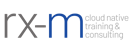 rx-m cloud native
training &
consulting